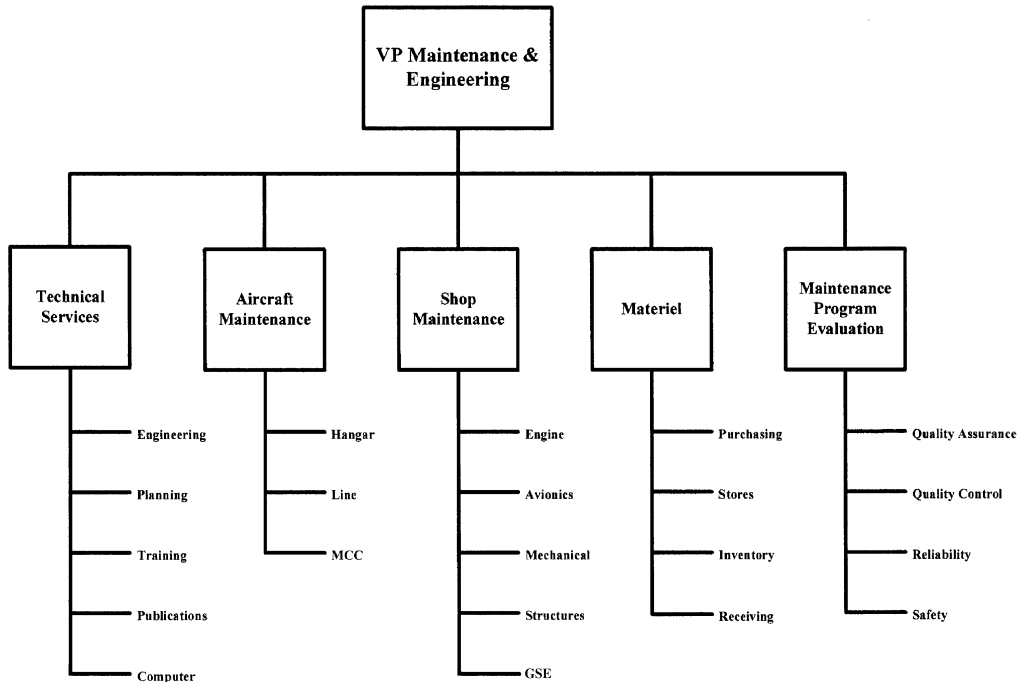 VP Maintenance &
Engineering
Technical
Services
Aircraft
Maintenance
Shop
Maintenance
Materiel
Maintenance
Program
Evaluation
Engineering
Planning
Training
Publications
Computer
Hangar
Line
MCC
Engine
Avionics
Mechanical
Structures
GSE
Purchasing
Stores
Inventory
Receiving
Quality Assurance
Quality Control
Reliability
Safety